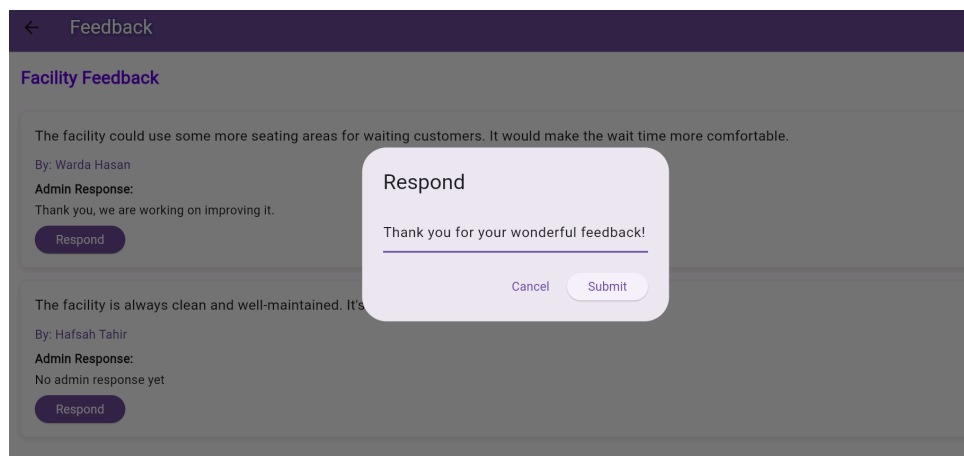 Feedback
Facility Feedback
The facility could use some more seating areas for waiting customers. It would make the wait time more comfortable.
By: Warda Hasan
Admin Response:
Thank you, we are working on improving it.
Respond
Respond
Thank you for your wonderful feedback!
Cancel
Submit
The facility is always clean and well-maintained. It's
By: Hafsah Tahir
Admin Response:
No admin response yet
Respond